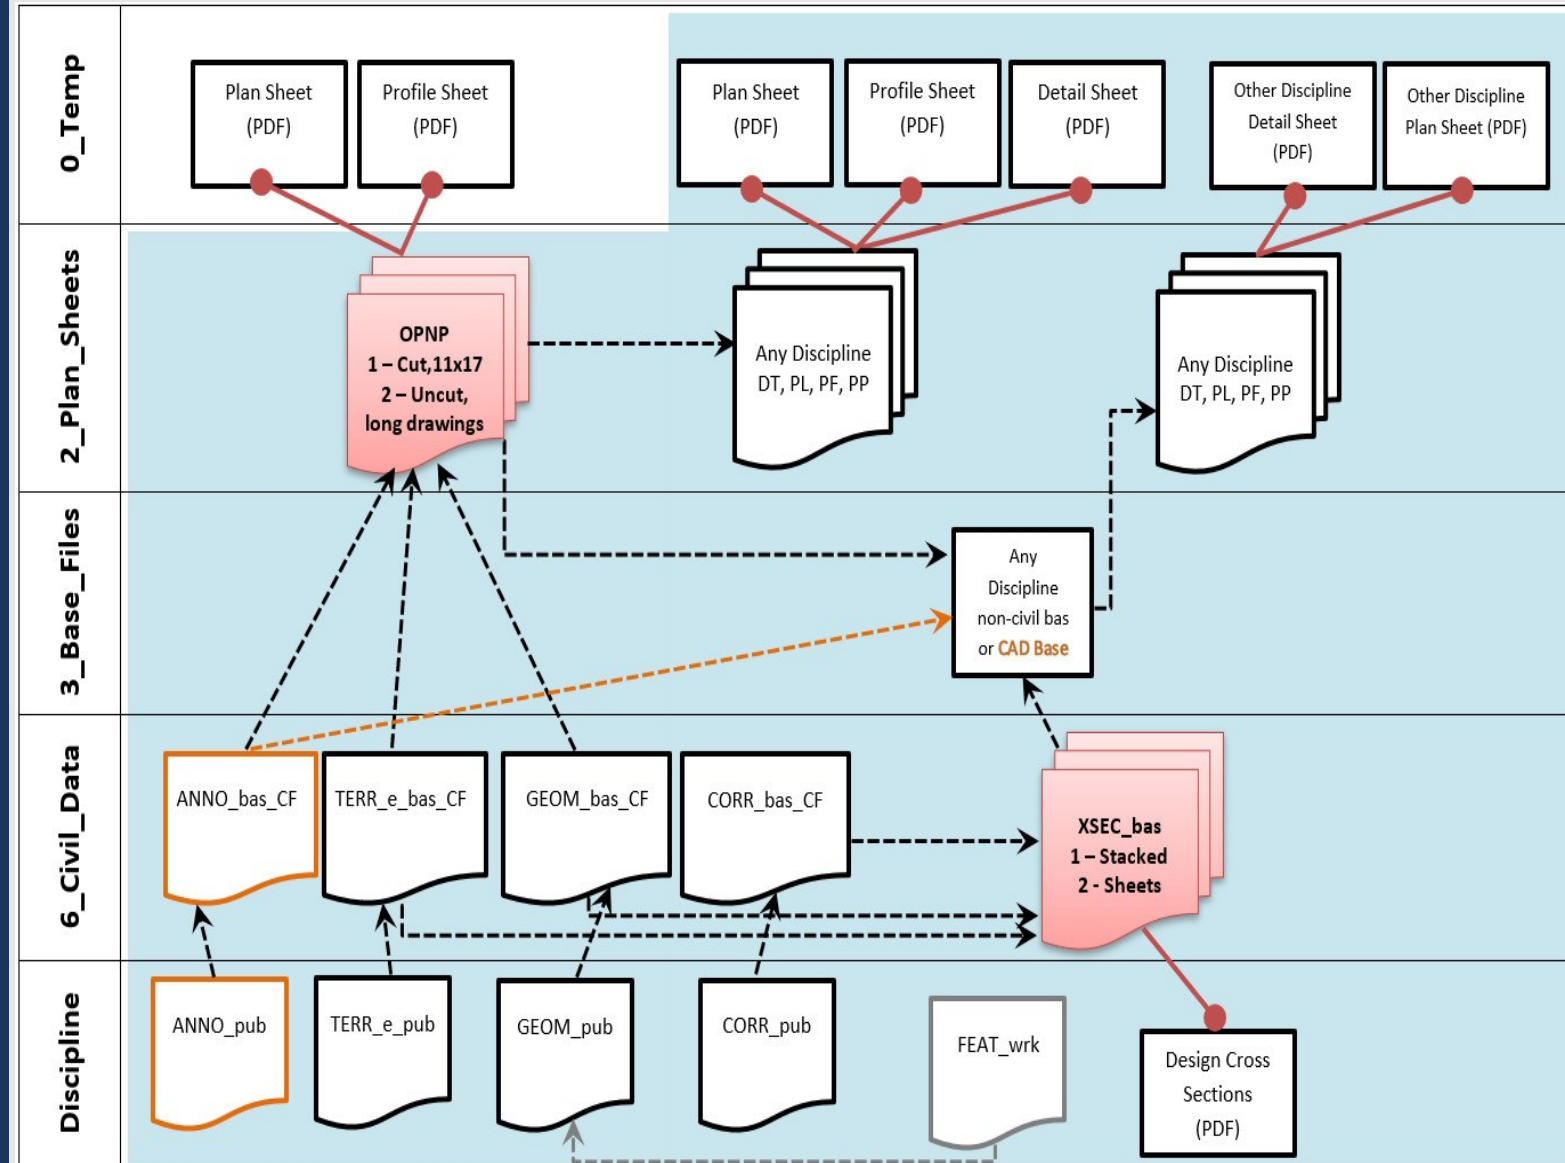 0_Temp
Plan Sheet
(PDF)
Profile Sheet
(PDF)
Plan Sheet
(PDF)
Profile Sheet
(PDF)
Detail Sheet
(PDF)
Other Discipline
Detail Sheet
(PDF)
Other Discipline
Plan Sheet (PDF)
2_Plan_Sheets
OPNP
1 – Cut,11x17
2 – Uncut,
long drawings
Any Discipline
DT, PL, PF, PP
Any Discipline
DT, PL, PF, PP
3_Base_Files
Any
Discipline
non-civil bas
or CAD Base
6_Civil_Data
ANNO_bas_CF
TERR_e_bas_CF
GEOM_bas_CF
CORR_bas_CF
XSEC_bas
1 – Stacked
2 - Sheets
Discipline
ANNO_pub
TERR_e_pub
GEOM_pub
CORR_pub
FEAT_wrk
Design Cross
Sections
(PDF)